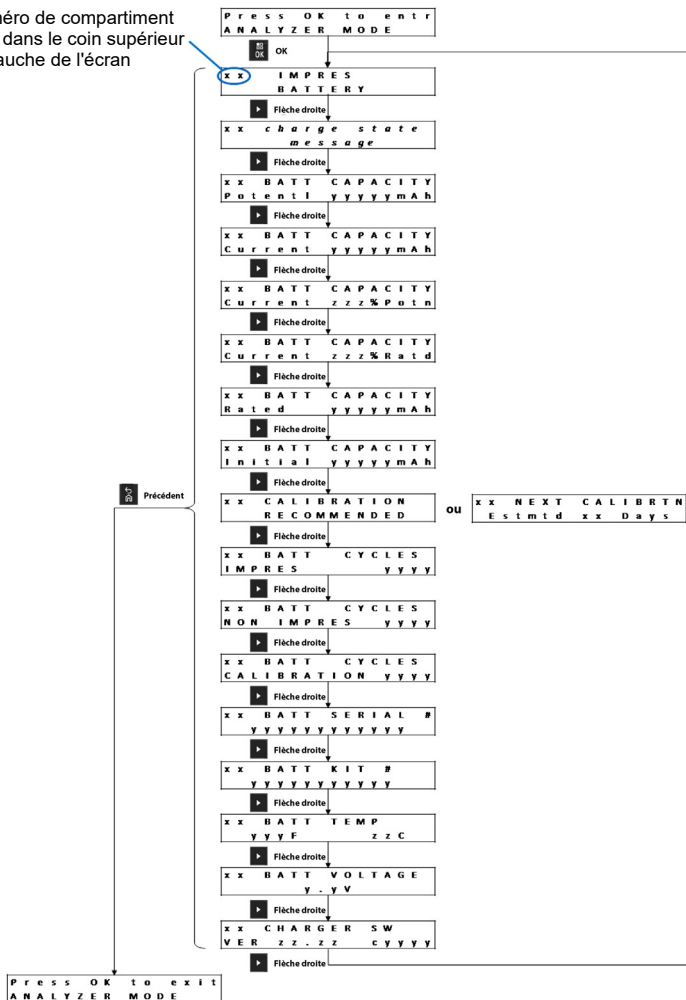 néro de compartiment
dans le coin supérieur
auche de l'écran
Press OK to entr
ANALYZER MODE
OK OK
xx IMPRES
BATTERY
Flèche droite
xx charge state
message
Flèche droite
xx BATT CAPACITY
Potentl yyyyymAh
Flèche droite
xx BATT CAPACITY
Current yyyyymAh
Flèche droite
xx BATT CAPACITY
Current zzz%Potn
Flèche droite
xx BATT CAPACITY
Current zzz%Ratd
Flèche droite
xx BATT CAPACITY
Rated yyyyymAh
Flèche droite
xx BATT CAPACITY
Initial yyyyymAh
Flèche droite
Précédent
xx CALIBRATION
RECOMMENDED
ou
xx NEXT CALIBRTN
Estmtd xx Days
Flèche droite
xx BATT CYCLES
IMPRES yyyy
Flèche droite
xx BATT CYCLES
NON IMPRES yyyy
Flèche droite
xx BATT CYCLES
CALIBRATION yyyy
Flèche droite
xx BATT SERIAL #
yyyyyyyyyyyy
Flèche droite
xx BATT KIT #
yyyyyyyyyyy
Flèche droite
xx BATT TEMP
yyyF zzC
Flèche droite
xx BATT VOLTAGE
y.yV
Flèche droite
xx CHARGER SW
VER zz.zz cyyyy
Flèche droite
Press OK to exit
ANALYZER MODE